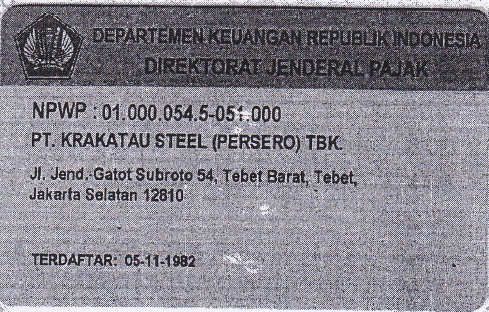 DEPARTEMEN KEUANGAN REPUBLIK INDONESIA
DIREKTORAT JENDERAL PAJAK
NPWP : 01.000.054.5-051.000
PT. KRAKATAU STEEL (PERSERO) TBK.
Jl. Jend. Gatot Subroto 54, Tebet Barat, Tebet,
Jakarta Selatan 12810
TERDAFTAR: 05-11-1982